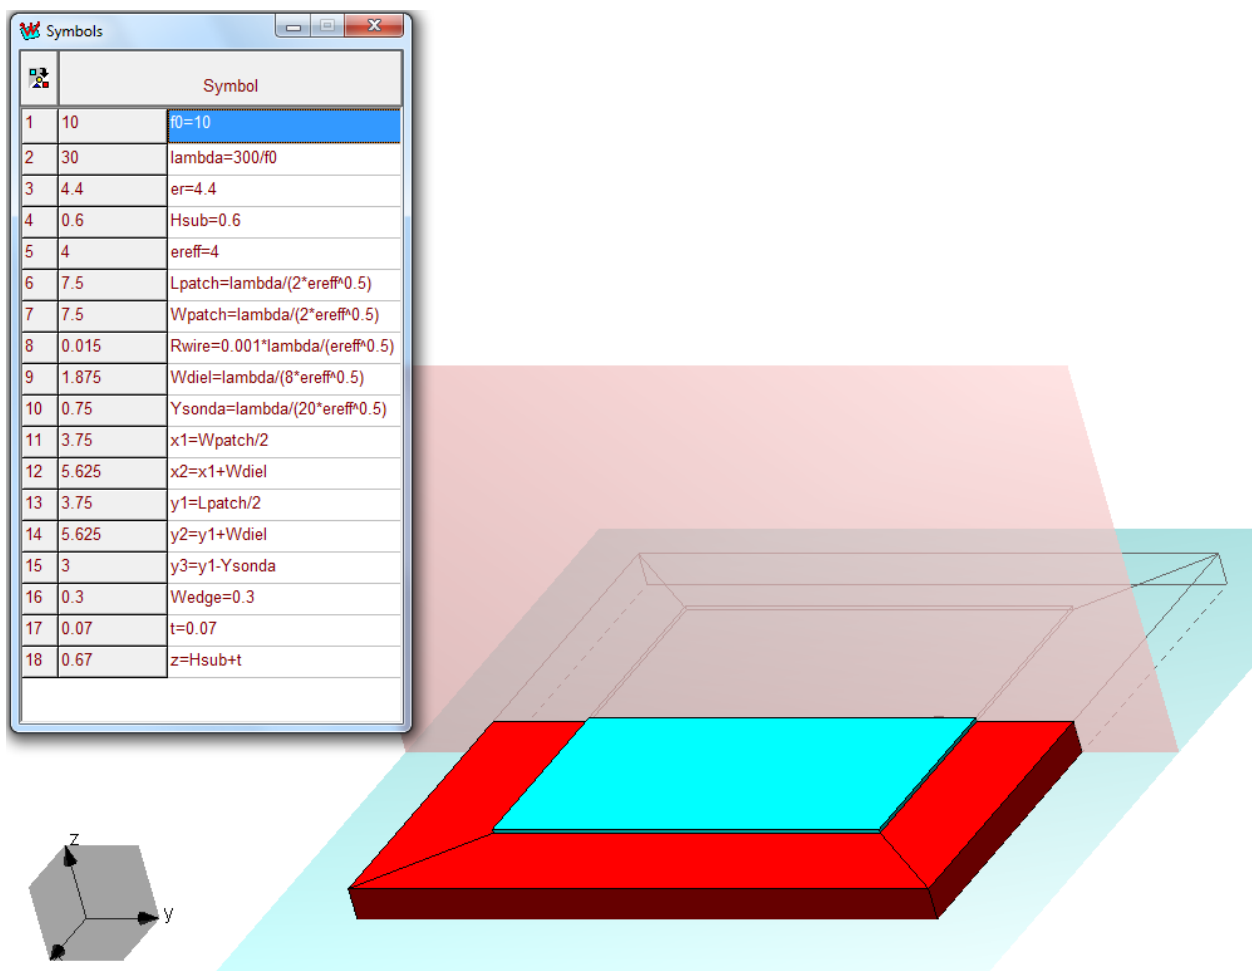 Symbols
Symbol
1 10 f0=10
2 30 lambda=300/f0
3 4.4 er=4.4
4 0.6 Hsub=0.6
5 4 ereff=4
6 7.5 Lpatch=lambda/(2*ereff^0.5)
7 7.5 Wpatch=lambda/(2*ereff^0.5)
8 0.015 Rwire=0.001*lambda/(ereff^0.5)
9 1.875 Wdiel=lambda/(8*ereff^0.5)
10 0.75 Ysonda=lambda/(20*ereff^0.5)
11 3.75 x1=Wpatch/2
12 5.625 x2=x1+Wdiel
13 3.75 y1=Lpatch/2
14 5.625 y2=y1+Wdiel
15 3 y3=y1-Ysonda
16 0.3 Wedge=0.3
17 0.07 t=0.07
18 0.67 z=Hsub+t
z
y